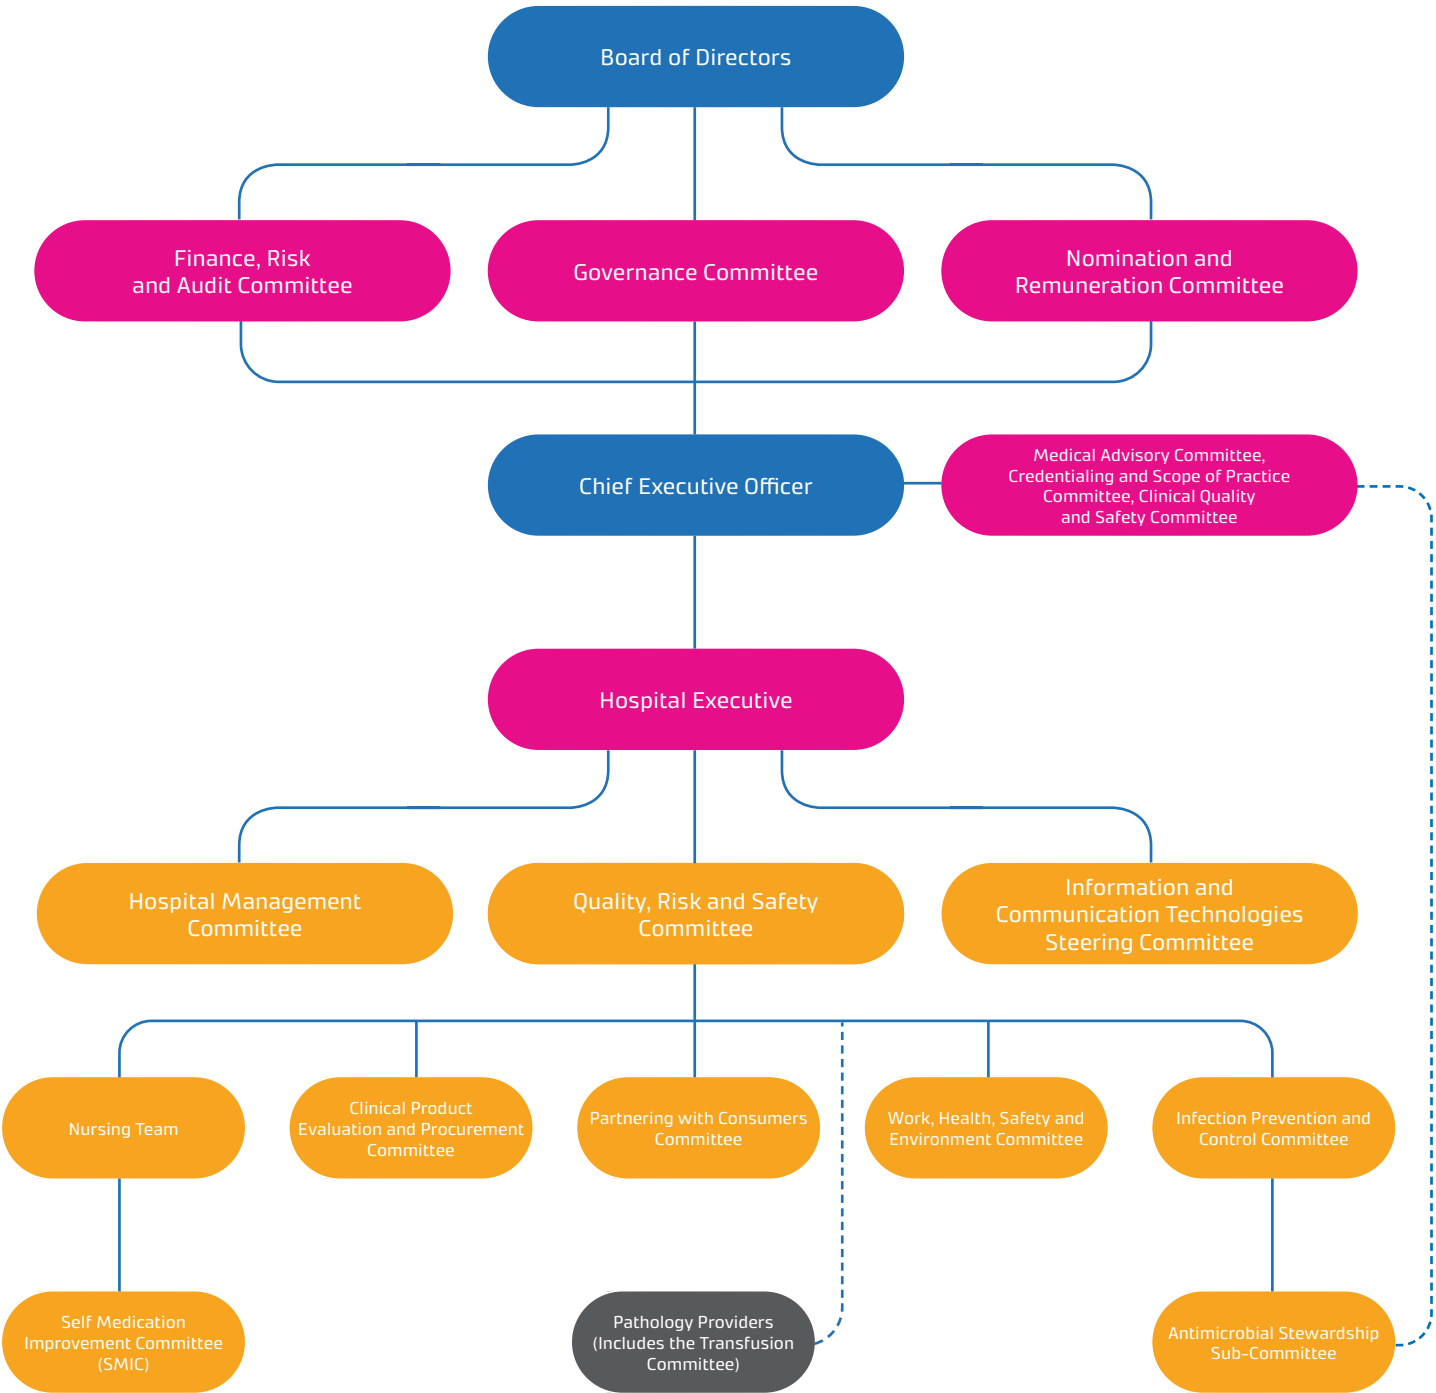 Board of Directors
Finance, Risk
and Audit Committee
Governance Committee
Nomination and
Remuneration Committee
Chief Executive Officer
Medical Advisory Committee,
Credentialing and Scope of Practice
Committee, Clinical Quality
and Safety Committee
Hospital Executive
Hospital Management
Committee
Quality, Risk and Safety
Committee
Information and
Communication Technologies
Steering Committee
Nursing Team
Clinical Product
Evaluation and Procurement
Committee
Partnering with Consumers
Committee
Work, Health, Safety and
Environment Committee
Infection Prevention and
Control Committee
Self Medication
Improvement Committee
(SMIC)
Pathology Providers
(Includes the Transfusion
Committee)
Antimicrobial Stewardship
Sub-Committee